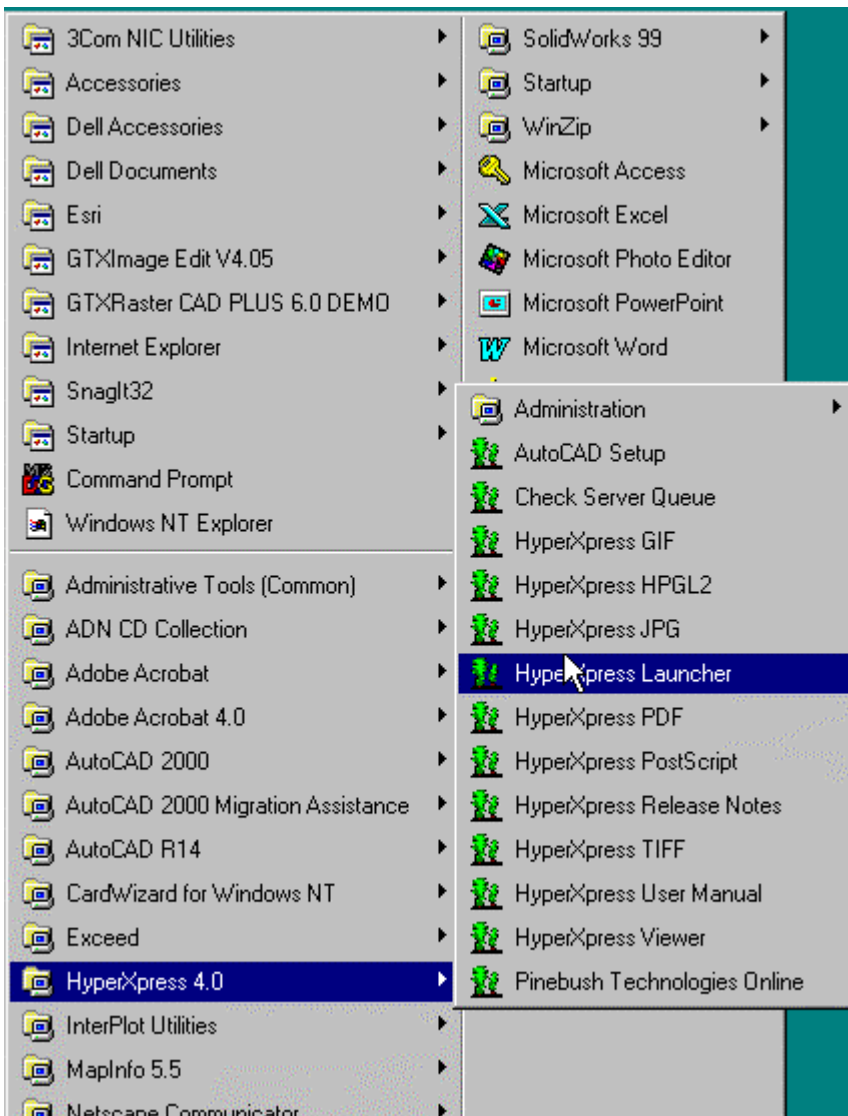 3Com NIC Utilities
Accessories
Dell Accessories
Dell Documents
Esri
GTXImage Edit V4.05
GTXRaster CAD PLUS 6.0 DEMO
Internet Explorer
SnagIt32
Startup
Command Prompt
Windows NT Explorer
Administrative Tools (Common)
ADN CD Collection
Adobe Acrobat
Adobe Acrobat 4.0
AutoCAD 2000
AutoCAD 2000 Migration Assistance
AutoCAD R14
CardWizard for Windows NT
Exceed
HyperXpress 4.0
InterPlot Utilities
MapInfo 5.5
Netscape Communicator
SolidWorks 99
Startup
WinZip
Microsoft Access
Microsoft Excel
Microsoft Photo Editor
Microsoft PowerPoint
Microsoft Word
Administration
AutoCAD Setup
Check Server Queue
HyperXpress GIF
HyperXpress HPGL2
HyperXpress JPG
HyperXpress Launcher
HyperXpress PDF
HyperXpress PostScript
HyperXpress Release Notes
HyperXpress TIFF
HyperXpress User Manual
HyperXpress Viewer
Pinebush Technologies Online